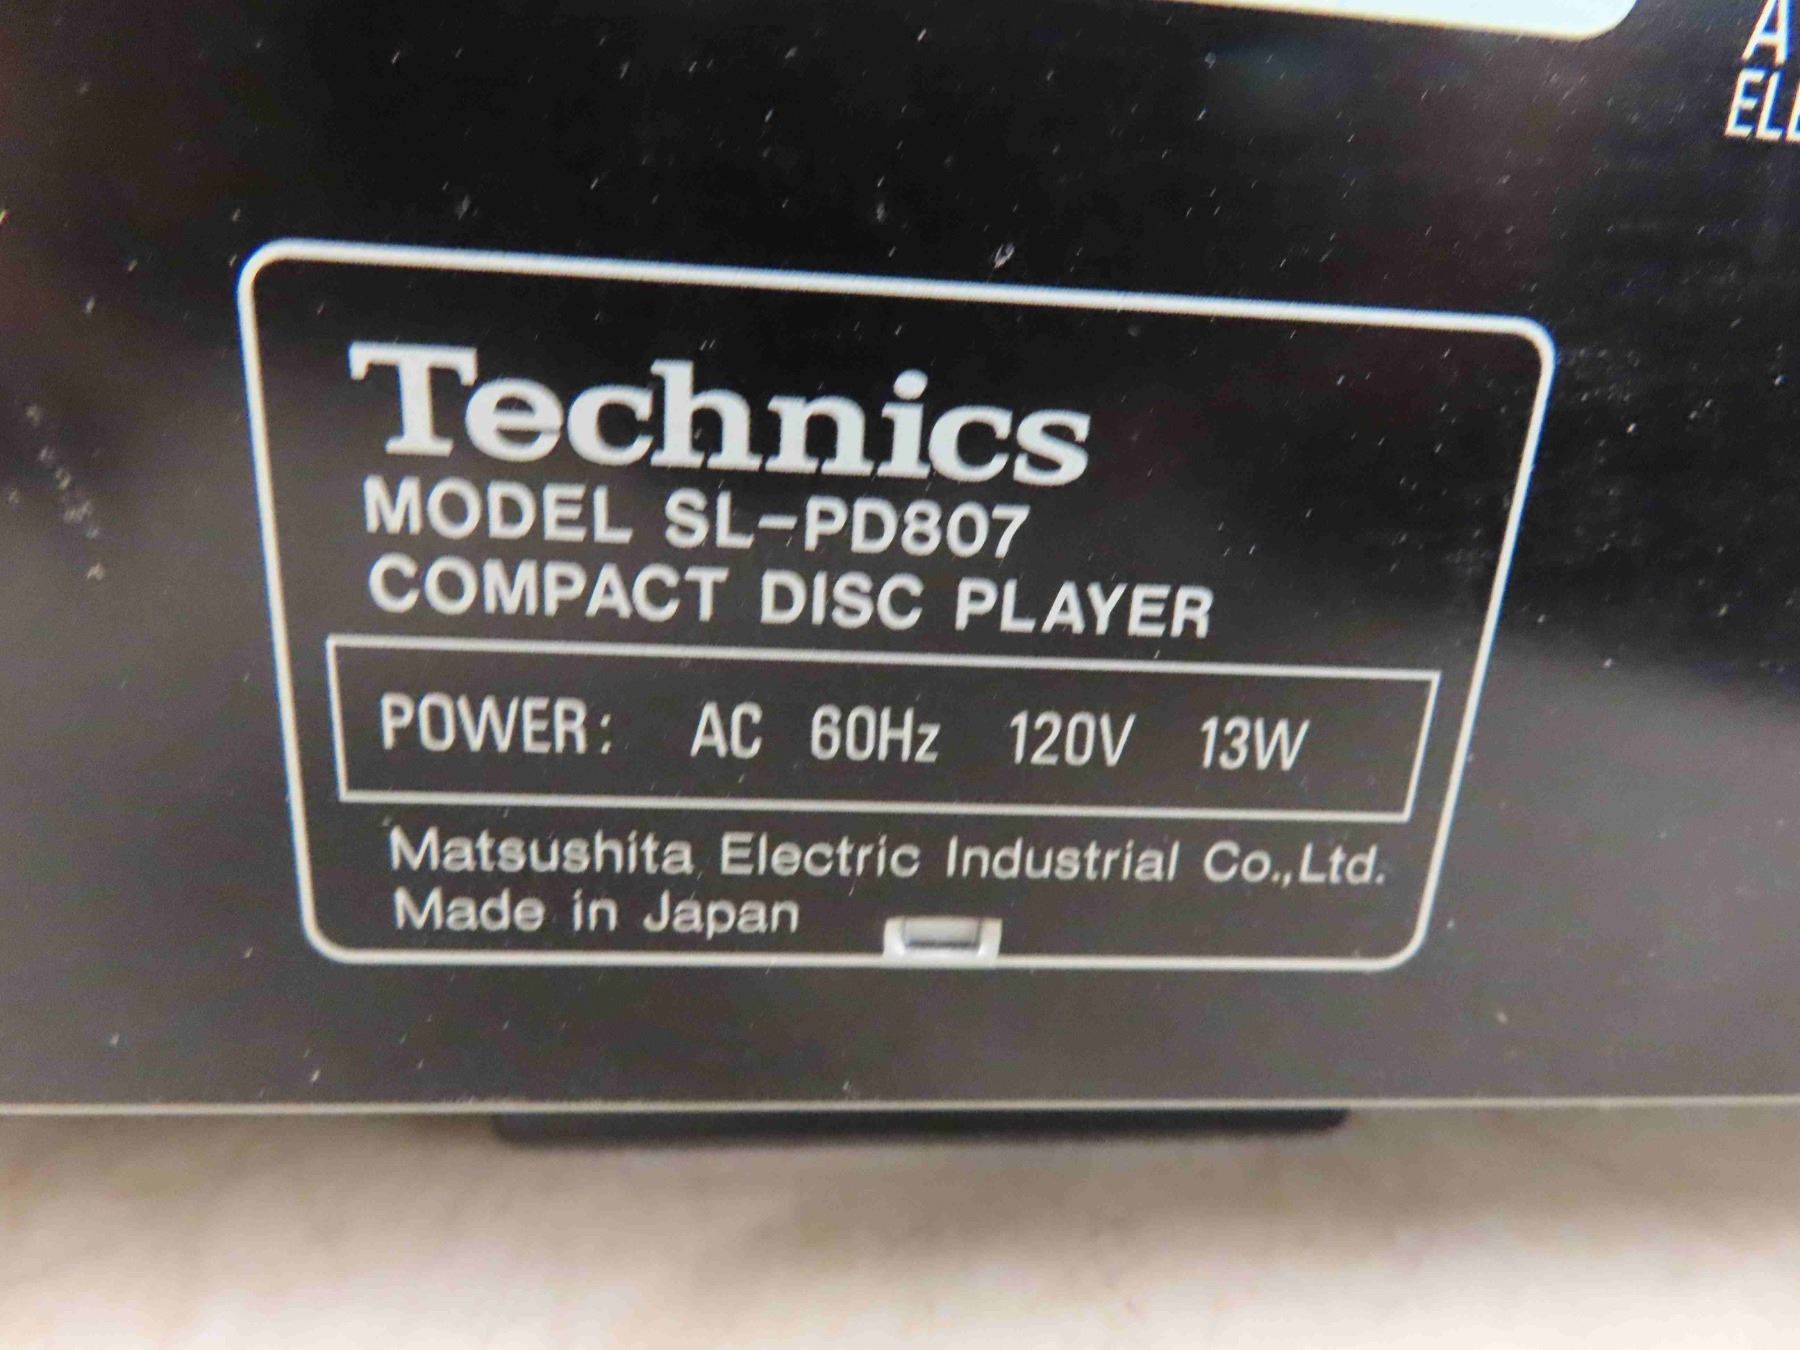 Technics
MODEL SL-PD807
COMPACT DISC PLAYER
POWER: AC 60Hz 120V 13W
Matsushita Electric Industrial Co.,Ltd.
Made in Japan